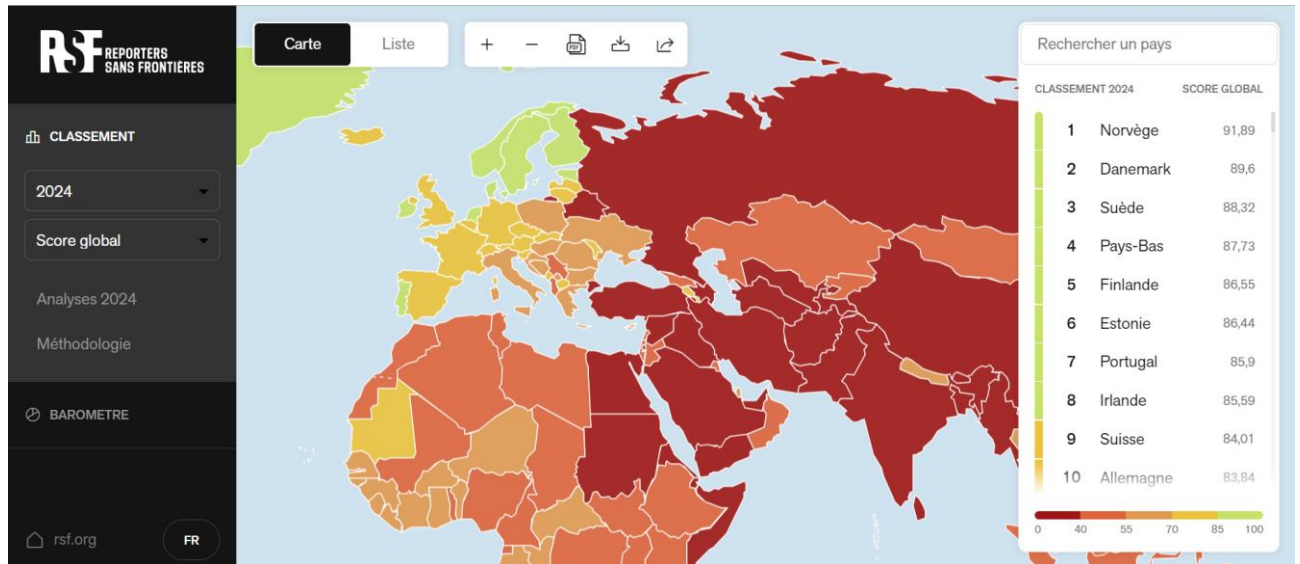 RSF REPORTERS
SANS FRONTIÈRES
CLASSEMENT
2024
Score global
Analyses 2024
Méthodologie
BAROMETRE
rsf.org
FR
Carte
Liste
+
−
PDF
Rechercher un pays
CLASSEMENT 2024 SCORE GLOBAL
1 Norvège 91,89
2 Danemark 89,6
3 Suède 88,32
4 Pays-Bas 87,73
5 Finlande 86,55
6 Estonie 86,44
7 Portugal 85,9
8 Irlande 85,59
9 Suisse 84,01
10 Allemagne 83,84
0 40 55 70 85 100